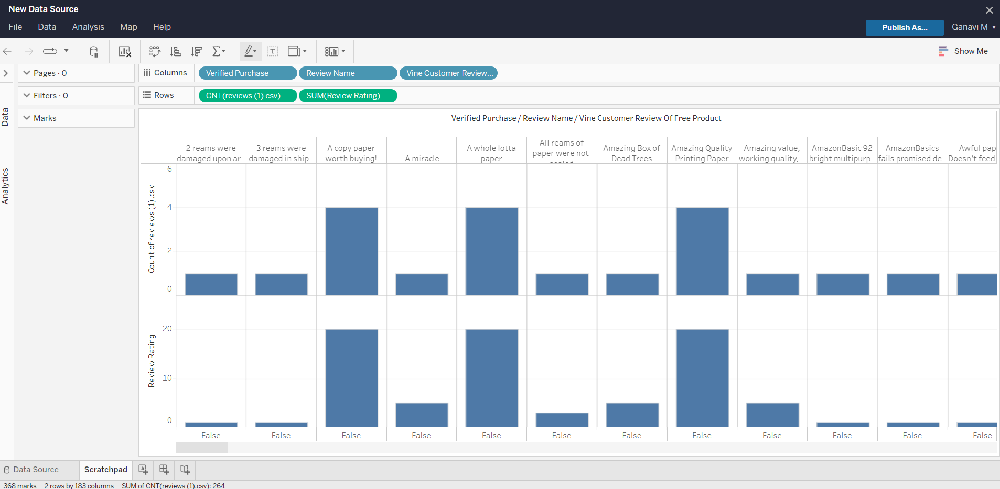 New Data Source
File Data Analysis Map Help
Publish As... Ganavi M
Show Me
Pages · 0
Columns Verified Purchase Review Name Vine Customer Review...
Filters · 0
Rows CNT(reviews (1).csv) SUM(Review Rating)
Marks
Data
Analytics
Verified Purchase / Review Name / Vine Customer Review Of Free Product
2 reams were
damaged upon ar..
3 reams were
damaged in ship..
A copy paper
worth buying!
A miracle
A whole lotta
paper
All reams of
paper were not
sealed
Amazing Box of
Dead Trees
Amazing Quality
Printing Paper
Amazing value,
working quality, ..
AmazonBasic 92
bright multipurp..
AmazonBasics
fails promised de..
Awful pap
Doesn't feed
Count of reviews (1).csv
6
4
2
0
Review Rating
20
10
0
False False False False False False False False False False False False
Data Source Scratchpad
368 marks 2 rows by 183 columns SUM of CNT(reviews (1).csv): 264